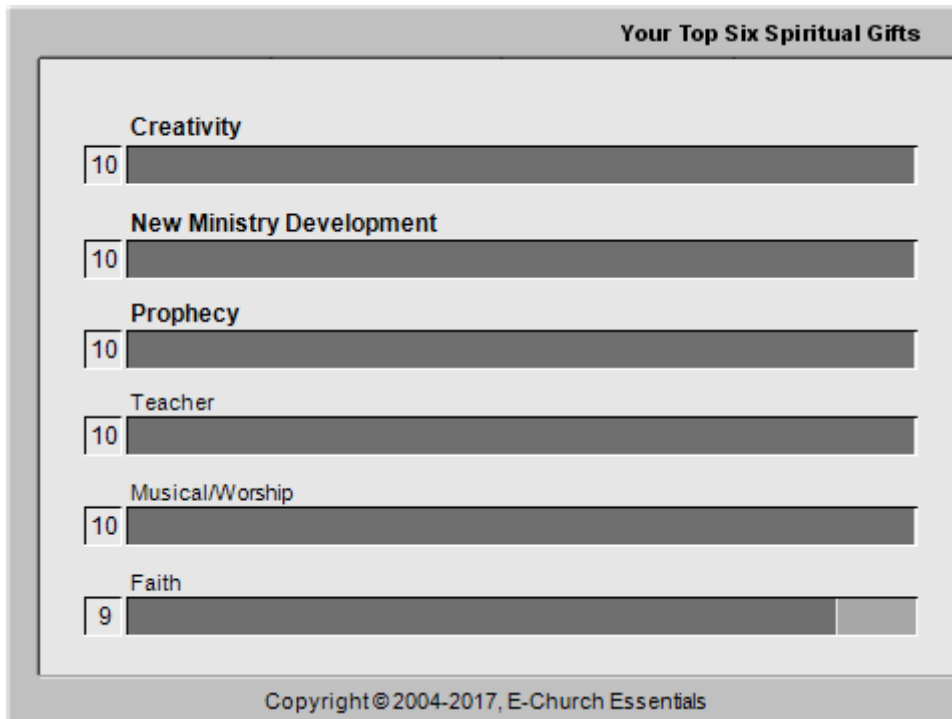 Your Top Six Spiritual Gifts
Creativity
10
New Ministry Development
10
Prophecy
10
Teacher
10
Musical/Worship
10
Faith
9
Copyright © 2004-2017, E-Church Essentials